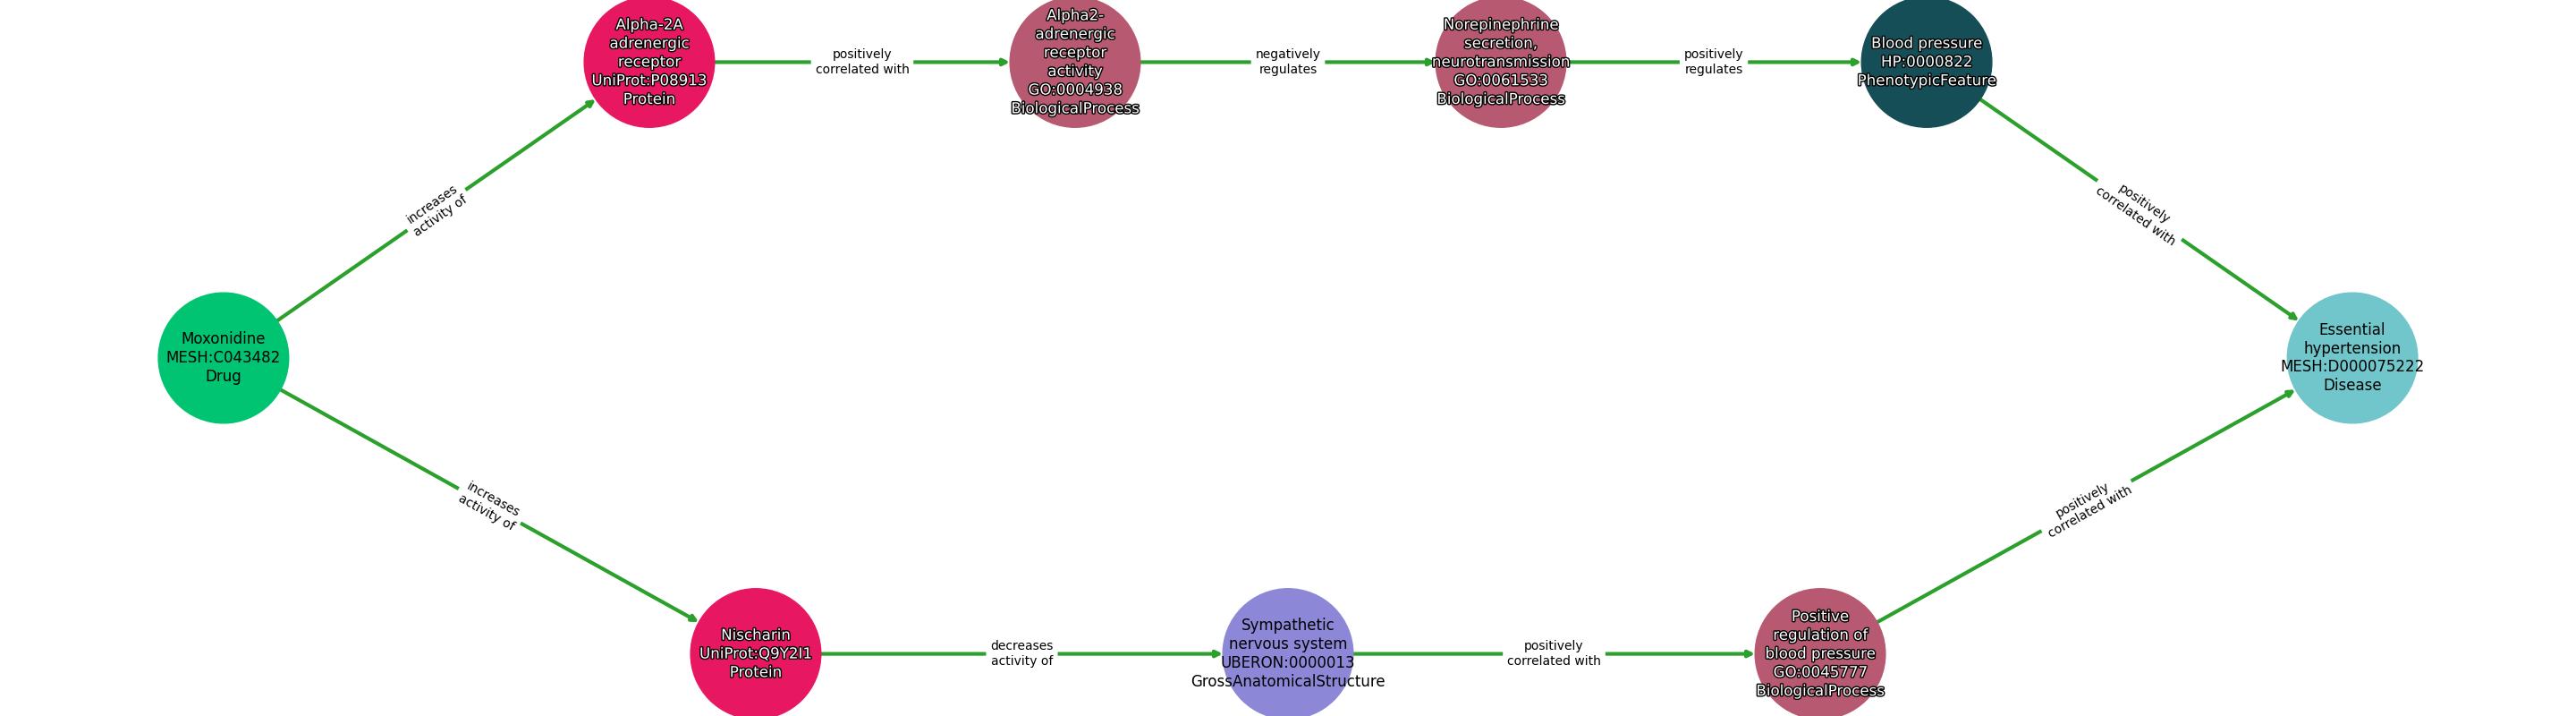 Alpha-2A
adrenergic
receptor
UniProt:P08913
Protein
positively
correlated with
Alpha2-
adrenergic
receptor
activity
GO:0004938
BiologicalProcess
negatively
regulates
Norepinephrine
secretion,
neurotransmission
GO:0061533
BiologicalProcess
positively
regulates
Blood pressure
HP:0000822
PhenotypicFeature
increases
activity of
positively
correlated with
Moxonidine
MESH:C043482
Drug
Essential
hypertension
MESH:D000075222
Disease
increases
activity of
positively
correlated with
Nischarin
UniProt:Q9Y2I1
Protein
decreases
activity of
Sympathetic
nervous system
UBERON:0000013
GrossAnatomicalStructure
positively
correlated with
Positive
regulation of
blood pressure
GO:0045777
BiologicalProcess